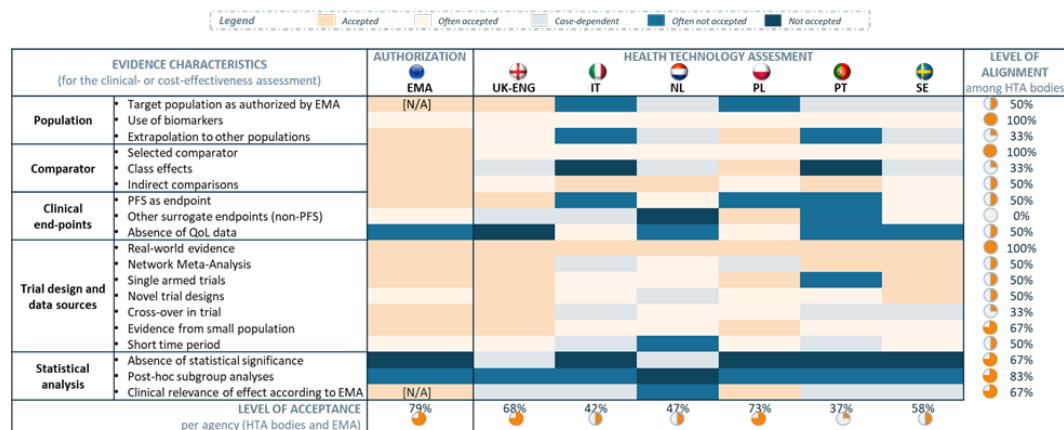 Legend Accepted Often accepted Case-dependent Often not accepted Not accepted
EVIDENCE CHARACTERISTICS AUTHORIZATION HEALTH TECHNOLOGY ASSESMENT LEVEL OF
(for the clinical- or cost-effectiveness assessment) ALIGNMENT
EMA UK-ENG IT NL PL PT SE among HTA bodies
Population
• Target population as authorized by EMA [N/A] 50%
• Use of biomarkers 100%
• Extrapolation to other populations 33%
Comparator
• Selected comparator 100%
• Class effects 33%
• Indirect comparisons 50%
Clinical
end-points
• PFS as endpoint 50%
• Other surrogate endpoints (non-PFS) 0%
• Absence of QoL data 50%
Trial design and
data sources
• Real-world evidence 100%
• Network Meta-Analysis 50%
• Single armed trials 50%
• Novel trial designs 50%
• Cross-over in trial 33%
• Evidence from small population 67%
• Short time period 50%
Statistical
analysis
• Absence of statistical significance 67%
• Post-hoc subgroup analyses 83%
• Clinical relevance of effect according to EMA [N/A] 67%
LEVEL OF ACCEPTANCE 79% 68% 42% 47% 73% 37% 58%
per agency (HTA bodies and EMA)